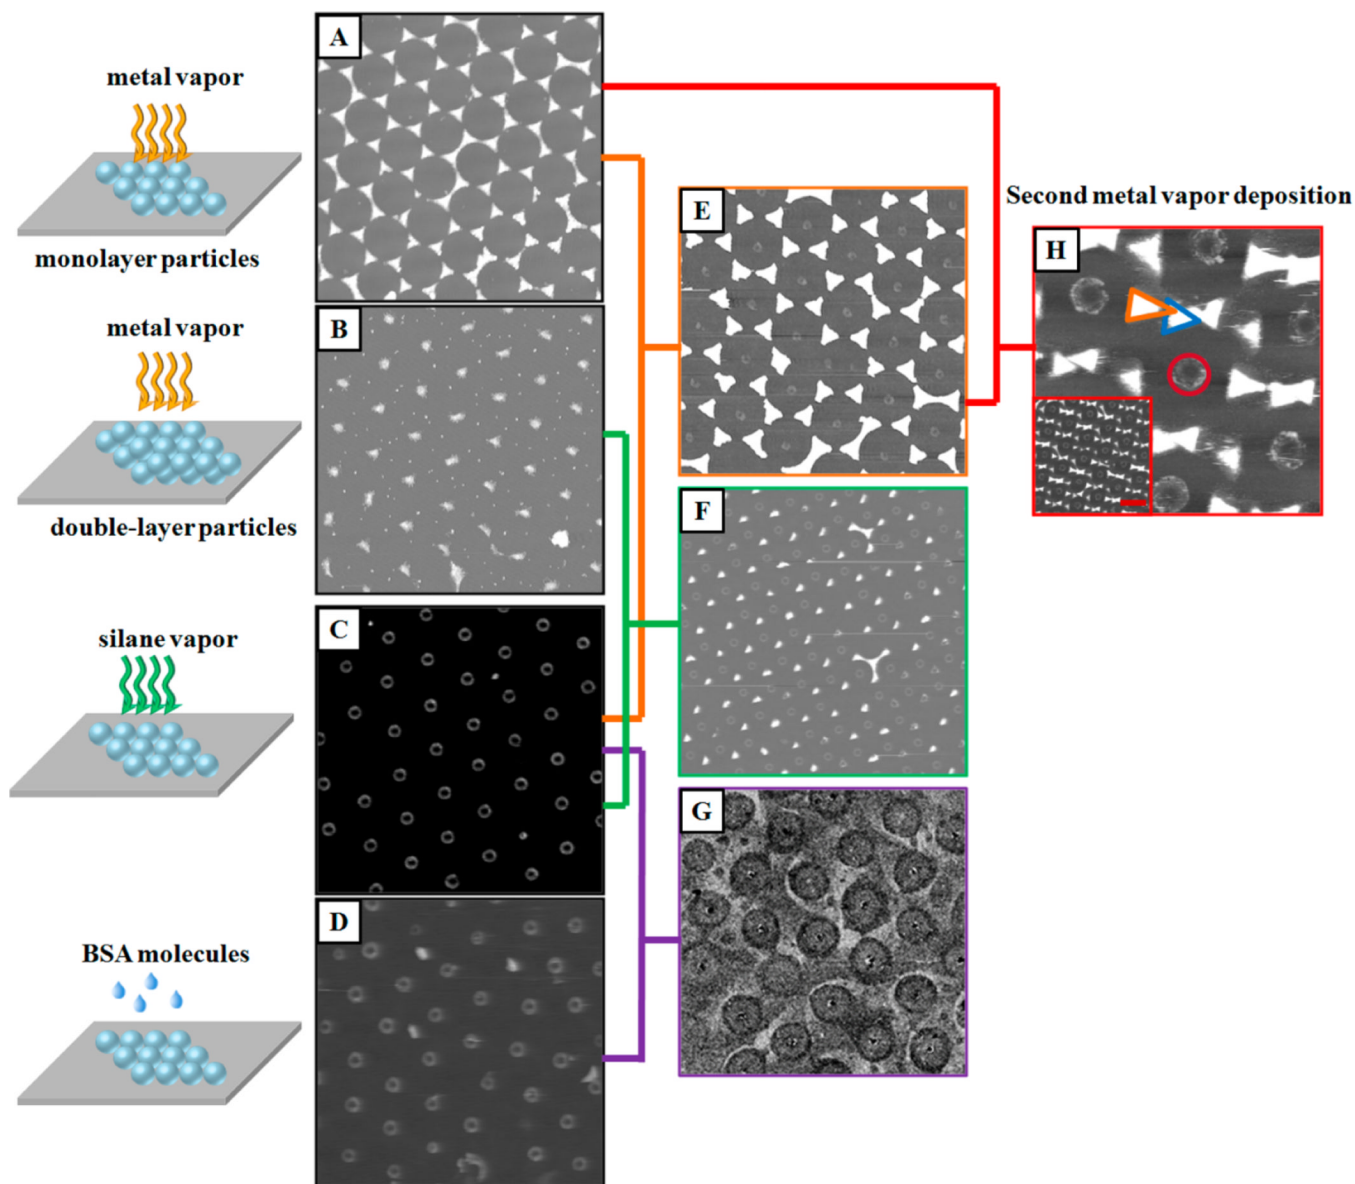 A
metal vapor
monolayer particles
B
metal vapor
double-layer particles
C
silane vapor
D
BSA molecules
E
F
G
Second metal vapor deposition
H